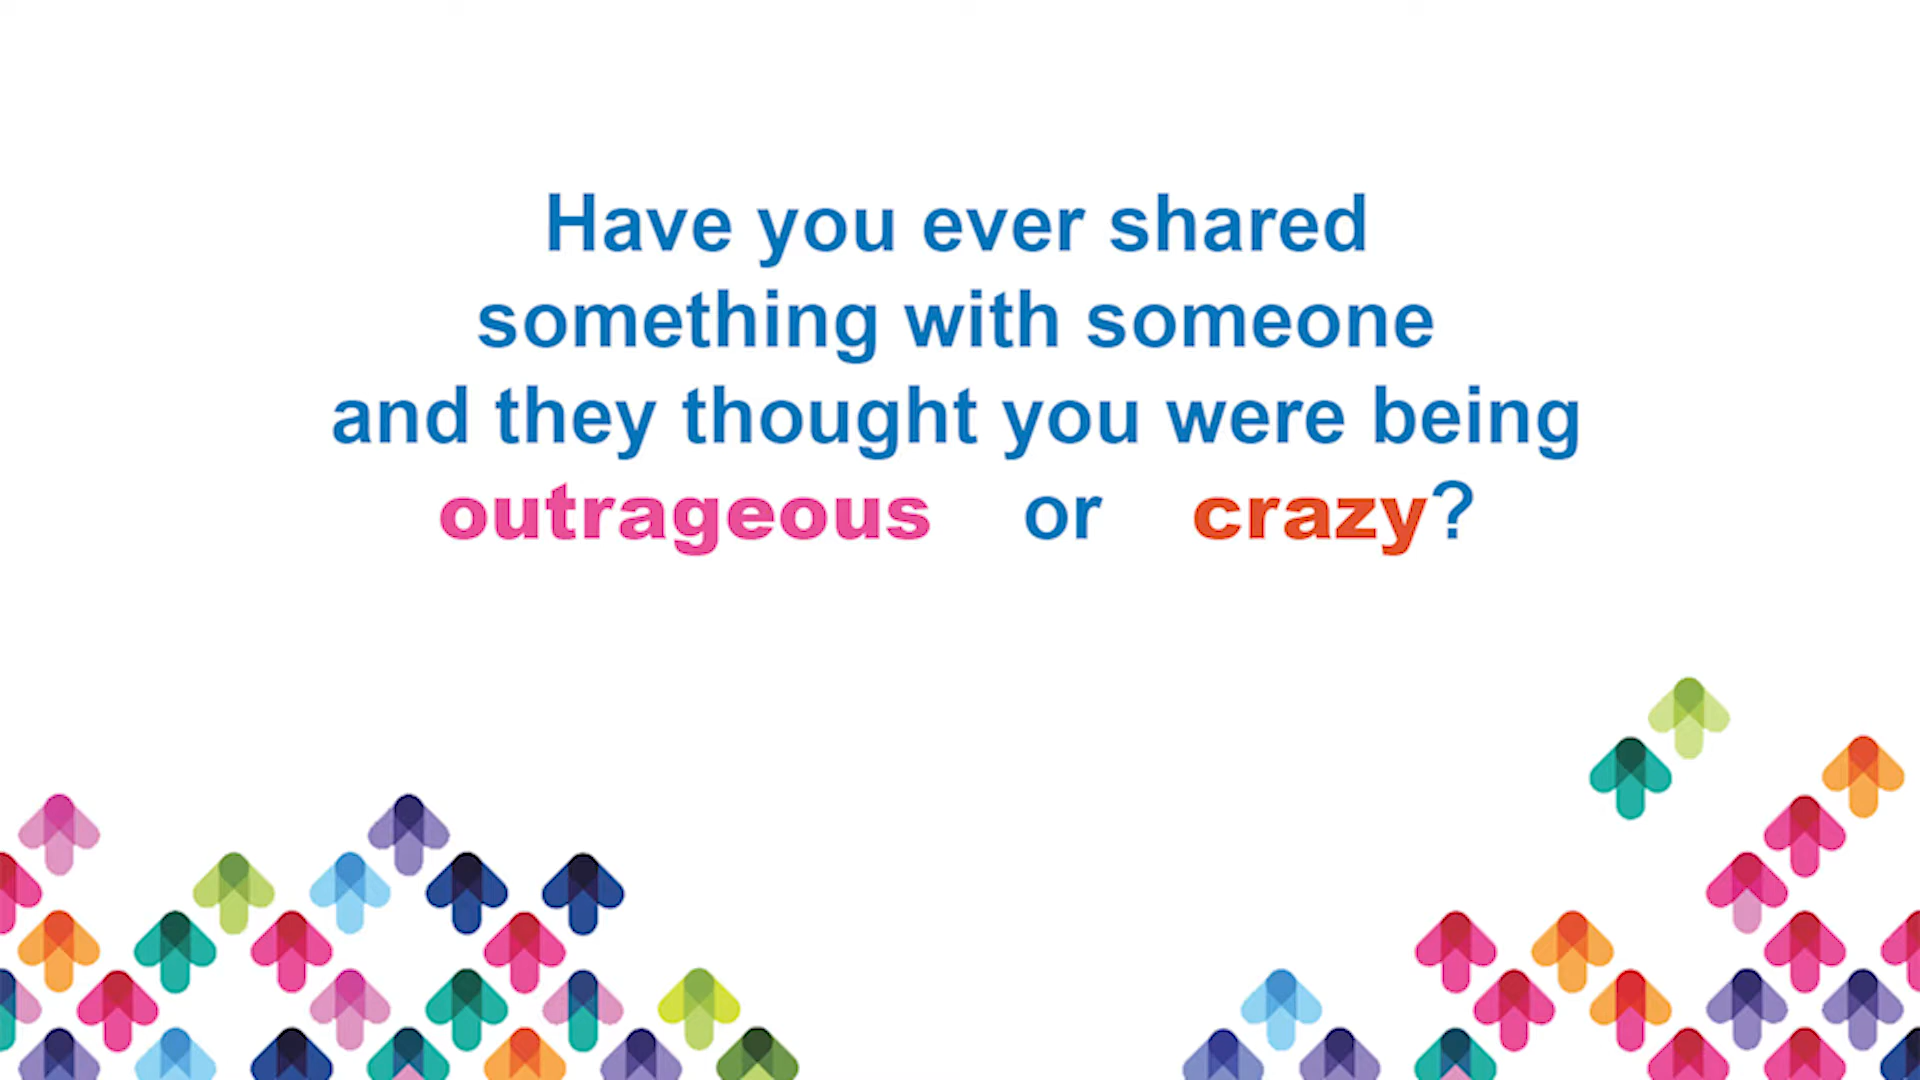 Have you ever shared
something with someone
and they thought you were being
outrageous or crazy?